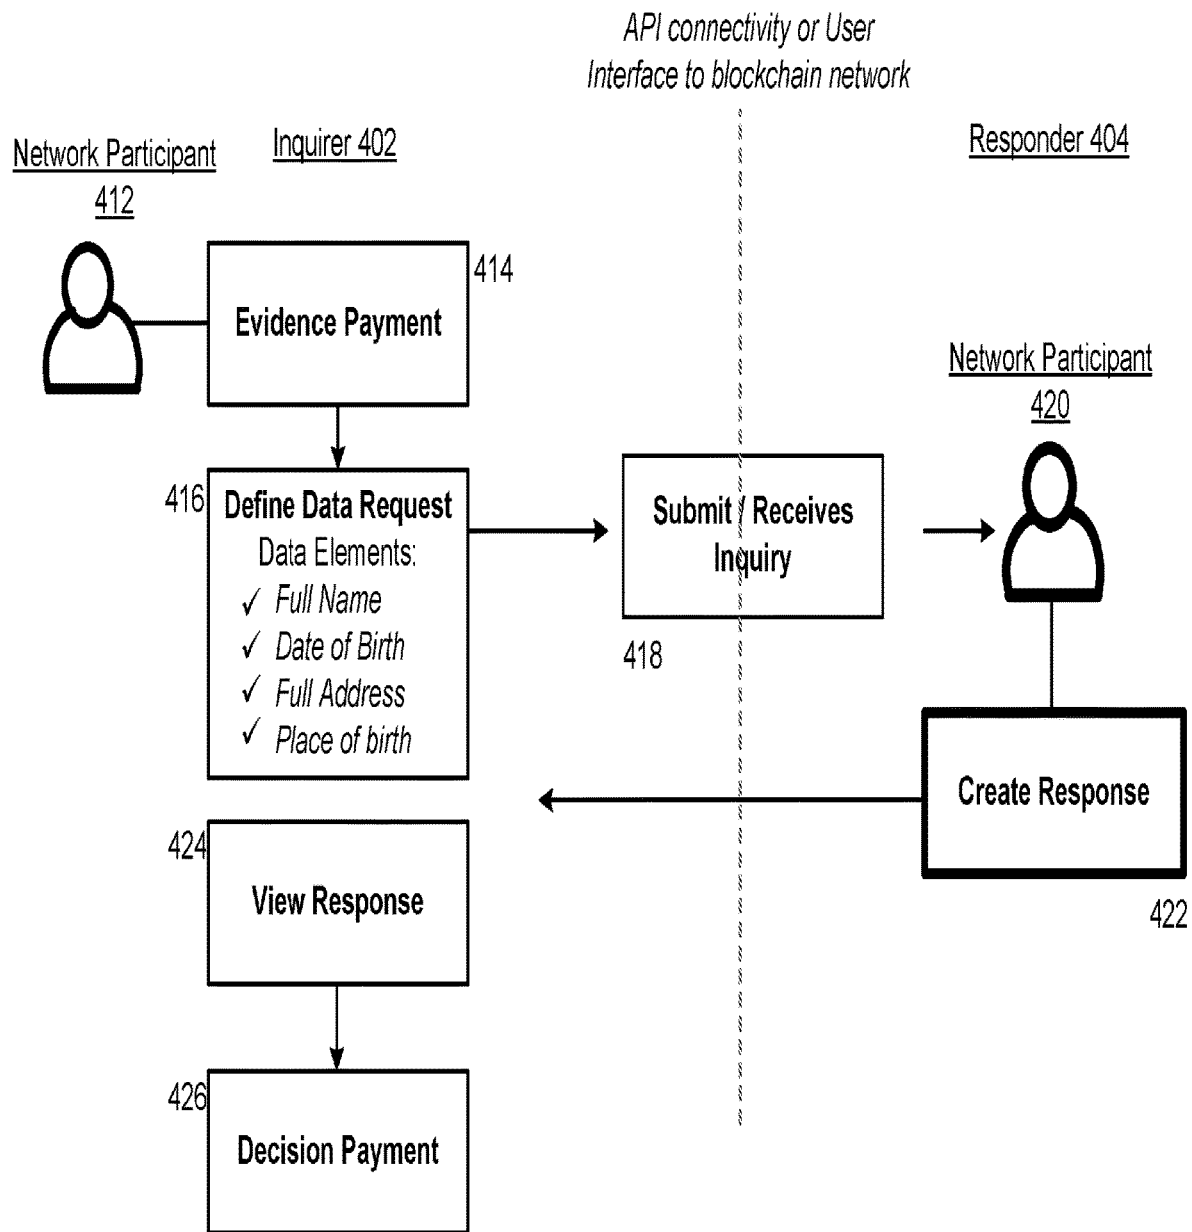 API connectivity or User
Interface to blockchain network
Network Participant
412
Inquirer 402
Responder 404
Evidence Payment
414
Network Participant
420
416
Define Data Request
Data Elements:
✓ Full Name
✓ Date of Birth
✓ Full Address
✓ Place of birth
Submit / Receives
Inquiry
418
Create Response
422
424
View Response
426
Decision Payment